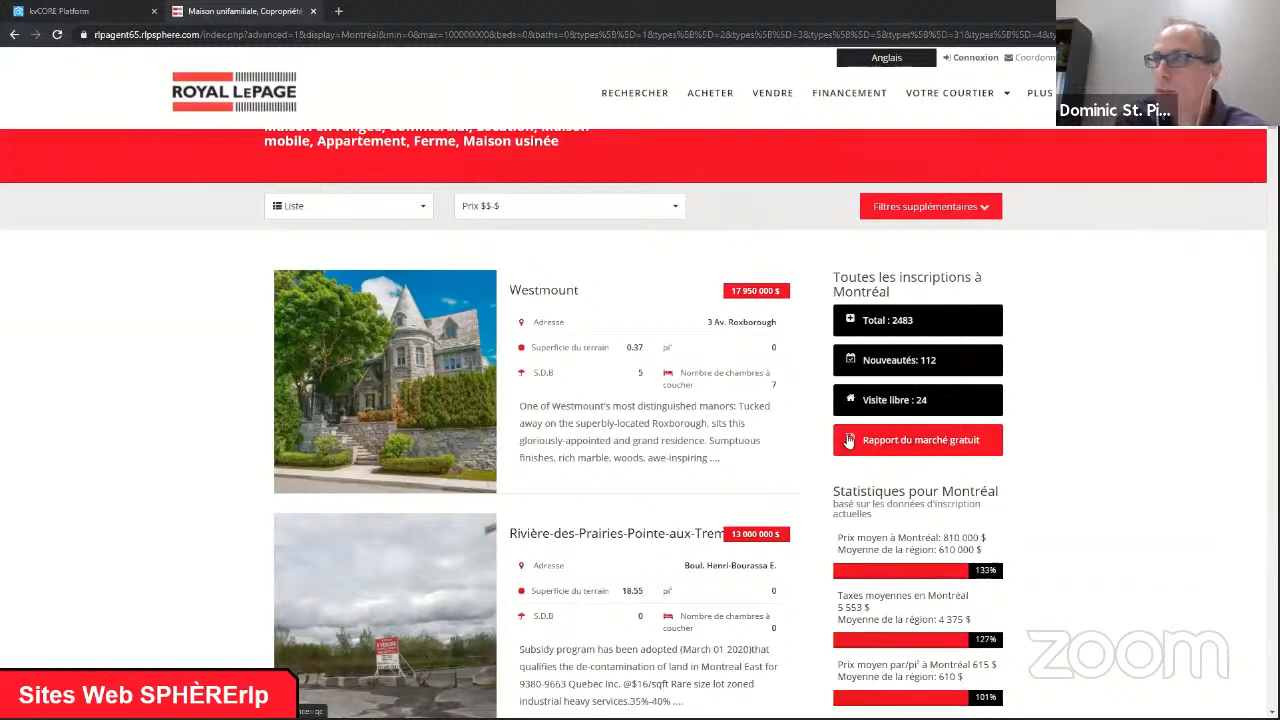 kvCORE Platform
Maison unifamiliale, Copropriété
rlpagent65.rlpsphere.com/index.php?advanced=1&display=Montréal&min=0&max=100000000&beds=0&baths=0&types%5B%5D=1&types%5B%5D=2&types%5B%5D=3&types%5B%5D=31&types%5B%5D=4&ty
Anglais
Connexion
Coordonn
ROYAL LEPAGE
RECHERCHER
ACHETER
VENDRE
FINANCEMENT
VOTRE COURTIER
PLUS
Dominic St. Pi...
Maison en rangée, Commercial, Location, Maison
mobile, Appartement, Ferme, Maison usinée
Liste
Prix $$-$
Filtres supplémentaires
Westmount
17 950 000 $
Adresse
3 Av. Roxborough
Superficie du terrain
0.37
pi²
0
S.D.B
5
Nombre de chambres à
coucher
7
One of Westmount's most distinguished manors: Tucked
away on the superbly-located Roxborough, sits this
gloriously-appointed and grand residence. Sumptuous
finishes, rich marble, woods, awe-inspiring ....
Rivière-des-Prairies-Pointe-aux-Trem
13 000 000 $
Adresse
Boul. Henri-Bourassa E.
Superficie du terrain
18.55
pi²
0
S.D.B
0
Nombre de chambres à
coucher
0
Subsidy program has been adopted (March 01 2020)that
qualifies the de-contamination of land in Montreal East for
9380-9663 Quebec Inc. @$16/sqft Rare size lot zoned
industrial heavy services.35%-40% ....
Toutes les inscriptions à
Montréal
Total : 2483
Nouveautés: 112
Visite libre : 24
Rapport du marché gratuit
Statistiques pour Montréal
basé sur les données d'inscription
actuelles
Prix moyen à Montréal: 810 000 $
Moyenne de la région: 610 000 $
133%
Taxes moyennes en Montréal
5 553 $
Moyenne de la région: 4 375 $
127%
Prix moyen par/pi² à Montréal 615 $
Moyenne de la région: 610 $
101%
zoom
Sites Web SPHÈRErlp